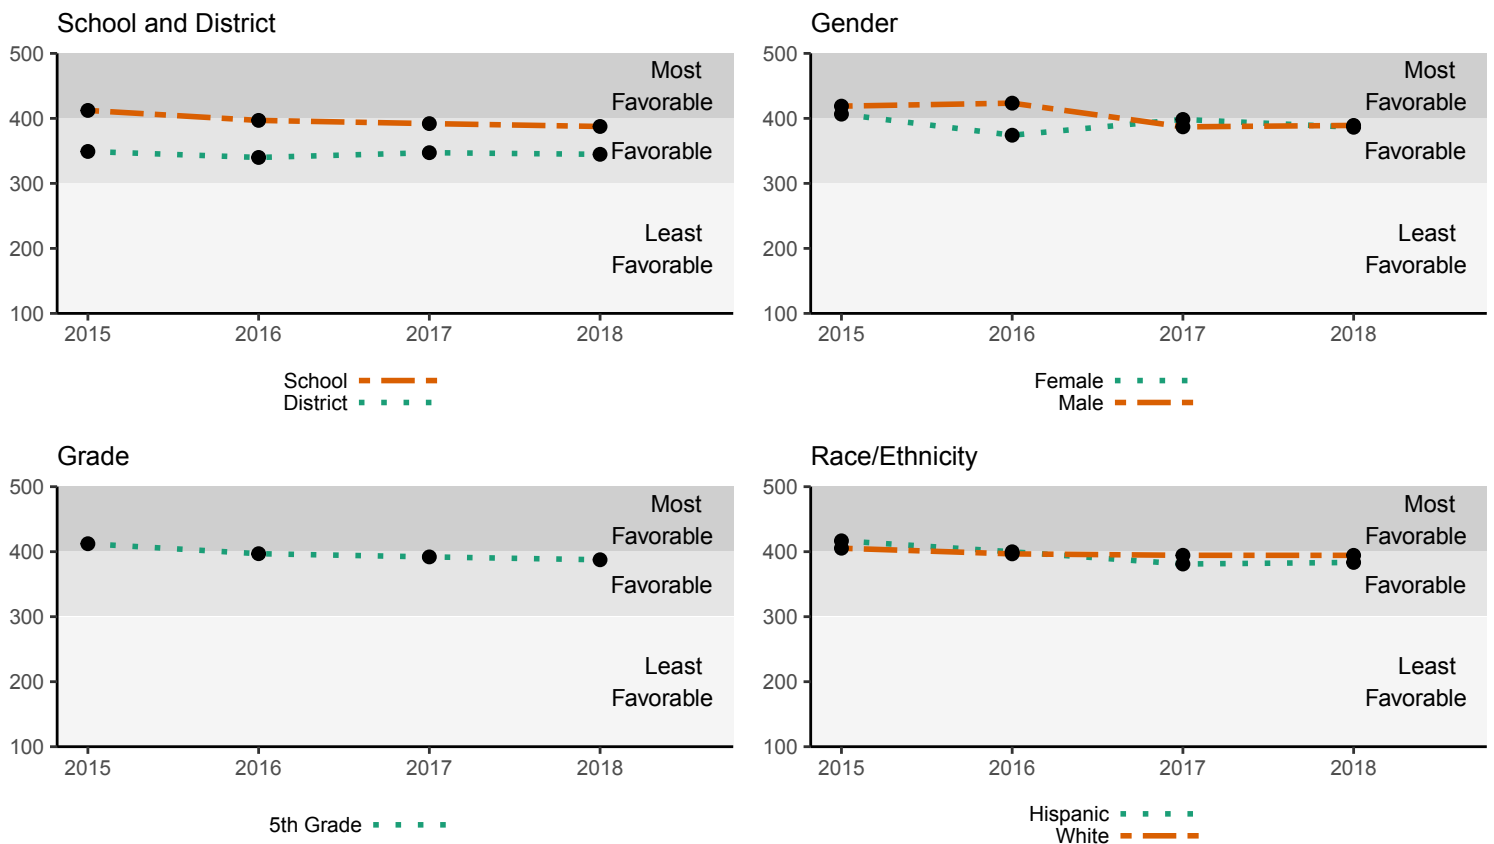 School and District
500
400
300
200
100
Most
Favorable
Favorable
Least
Favorable
2015 2016 2017 2018
School
District
Gender
500
400
300
200
100
Most
Favorable
Favorable
Least
Favorable
2015 2016 2017 2018
Female
Male
Grade
500
400
300
200
100
Most
Favorable
Favorable
Least
Favorable
2015 2016 2017 2018
5th Grade
Race/Ethnicity
500
400
300
200
100
Most
Favorable
Favorable
Least
Favorable
2015 2016 2017 2018
Hispanic
White